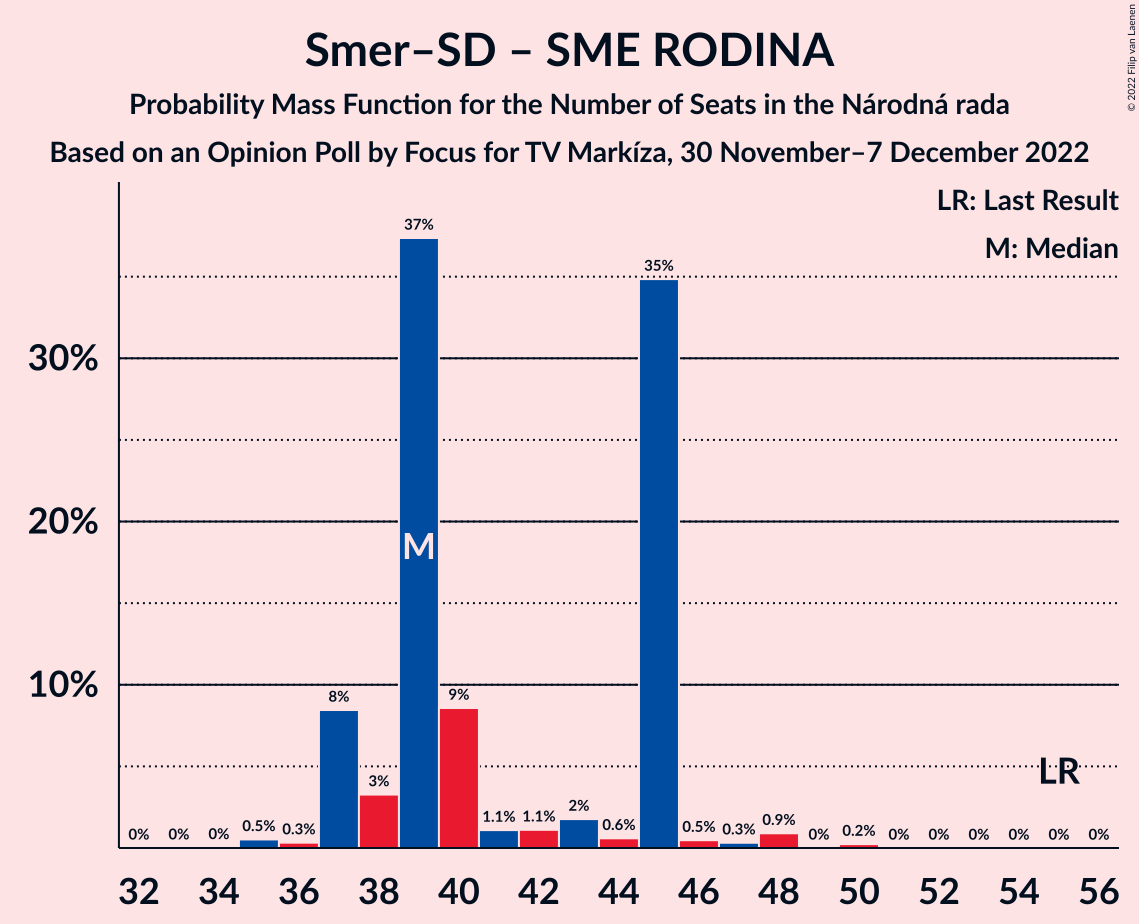 Smer–SD – SME RODINA
Probability Mass Function for the Number of Seats in the Národná rada
Based on an Opinion Poll by Focus for TV Markíza, 30 November–7 December 2022
© 2022 Filip van Laenen
LR: Last Result
M: Median
37%
35%
30%
M
20%
10%
8%
9%
3%
LR
0% 0% 0% 0.5% 0.3% 1.1% 1.1% 2% 0.6% 0.5% 0.3% 0.9% 0% 0.2% 0% 0% 0% 0% 0% 0%
32 34 36 38 40 42 44 46 48 50 52 54 56